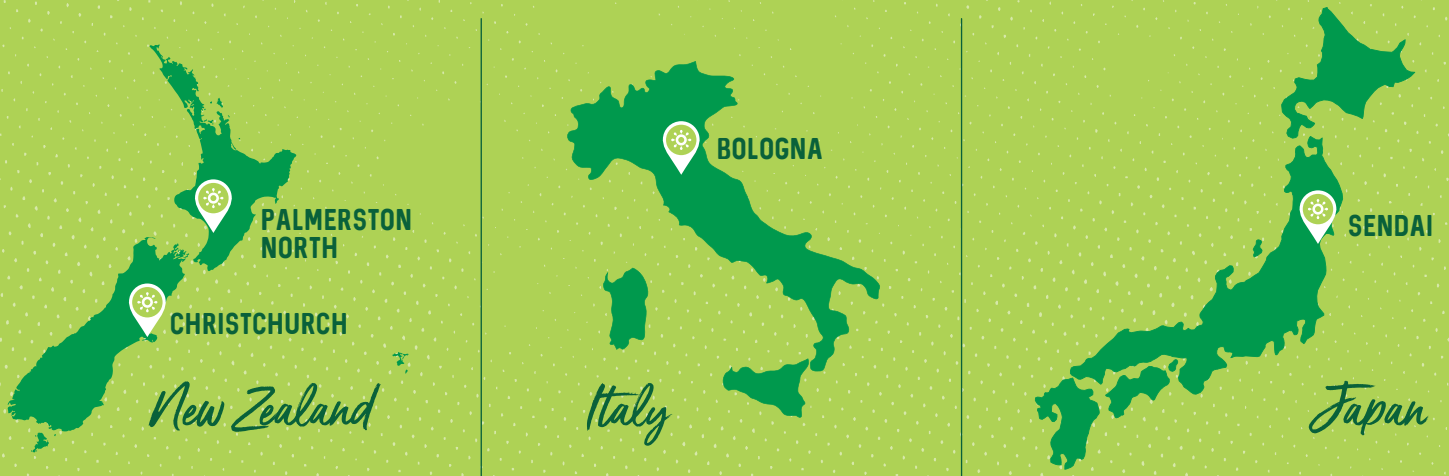 PALMERSTON
NORTH
CHRISTCHURCH
New Zealand
BOLOGNA
Italy
SENDAI
Japan